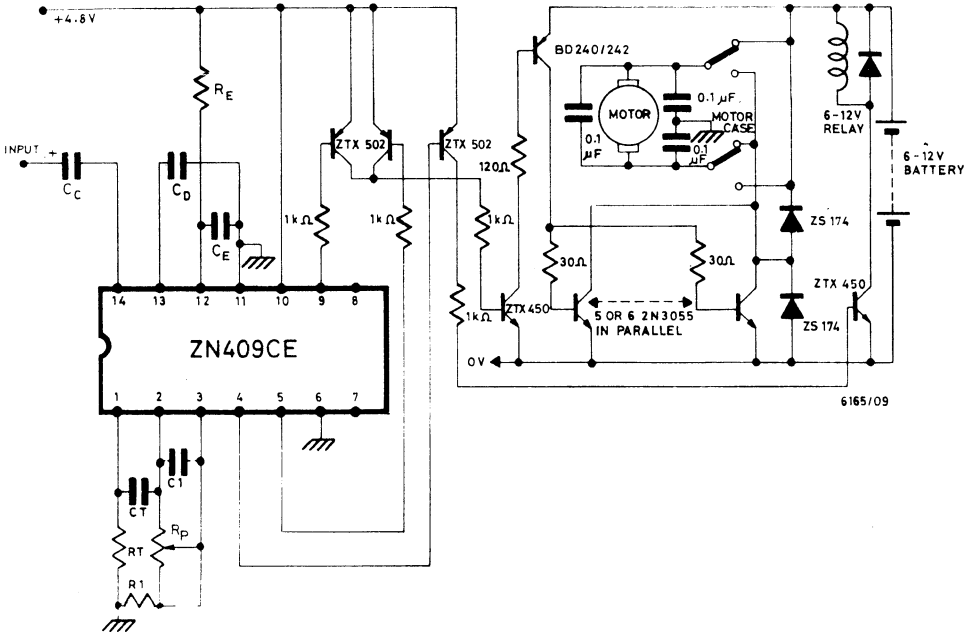 +4.8V
BD240/242
RE
0.1 µF.
MOTOR
MOTOR
CASE
6-12V
RELAY
INPUT +
ZTX 502
ZTX 502
120Ω
0.1
µF
0.1
µF
6-12V
BATTERY
CC
CD
1kΩ
1kΩ
1kΩ
ZS 174
CE
30Ω
30Ω
14 13 12 11 10 9 8
1kΩ
ZTX450
5 OR 6 2N3055
IN PARALLEL
ZTX 450
ZS 174
ZN409CE
0V
1 2 3 4 5 6 7
6165/09
C1
CT
RP
RT
R1